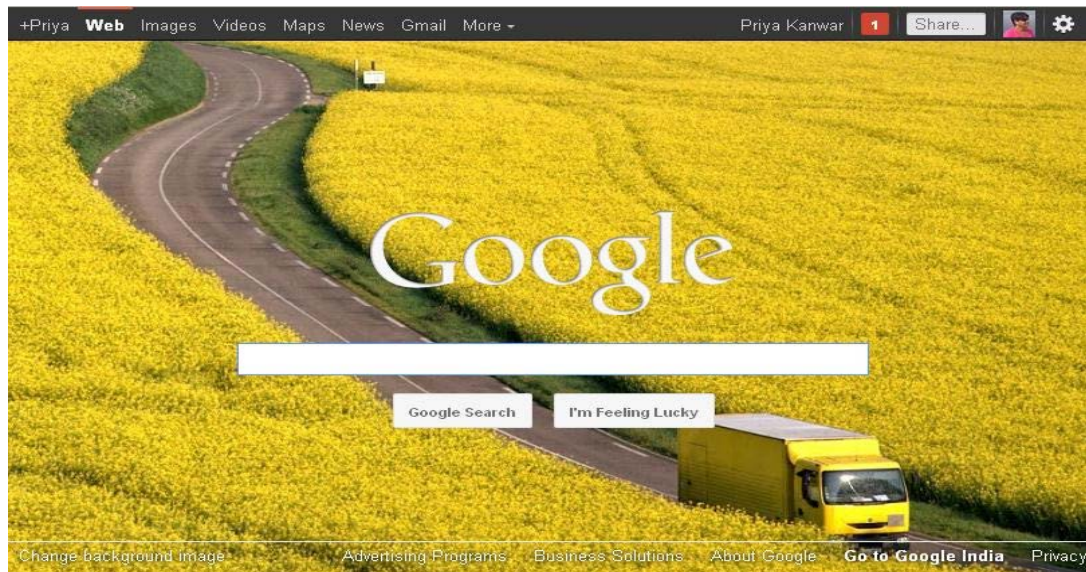 +Priya Web Images Videos Maps News Gmail More Priya Kanwar 1 Share...
Google
Google Search I'm Feeling Lucky
Change background image Advertising Programs Business Solutions About Google Go to Google India Privacy